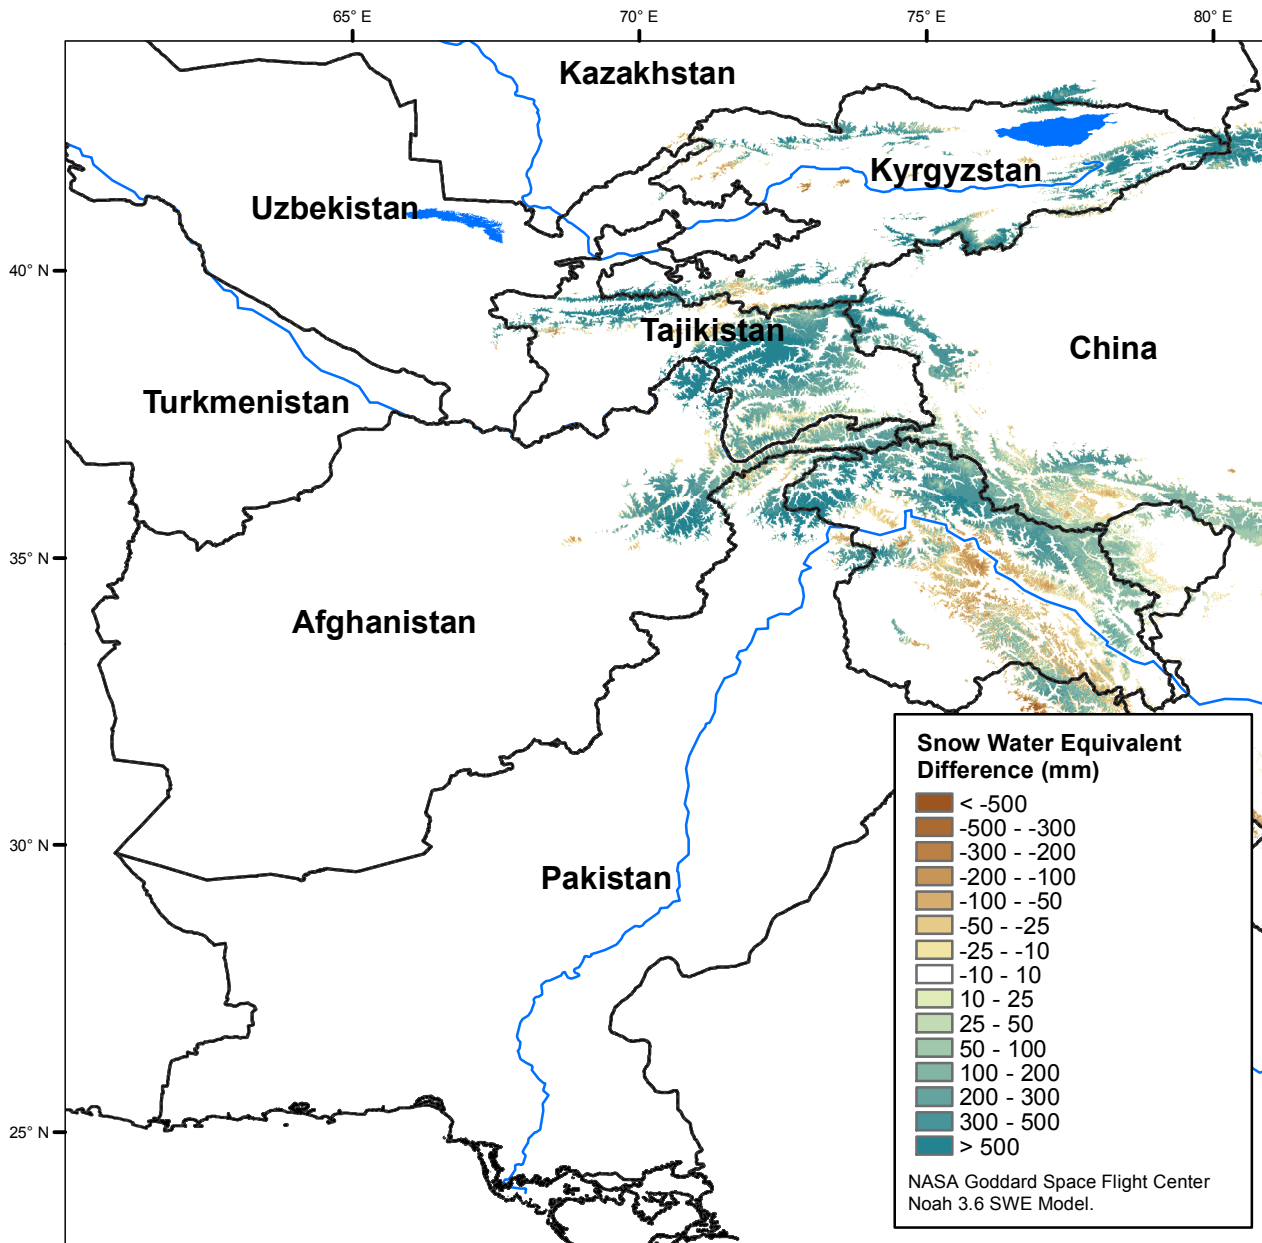 65° E
70° E
75° E
80° E
Kazakhstan
Kyrgyzstan
Uzbekistan
40° N
Tajikistan
China
Turkmenistan
35° N
Afghanistan
30° N
Pakistan
25° N
Snow Water Equivalent
Difference (mm)
< -500
-500 - -300
-300 - -200
-200 - -100
-100 - -50
-50 - -25
-25 - -10
-10 - 10
10 - 25
25 - 50
50 - 100
100 - 200
200 - 300
300 - 500
> 500
NASA Goddard Space Flight Center
Noah 3.6 SWE Model.